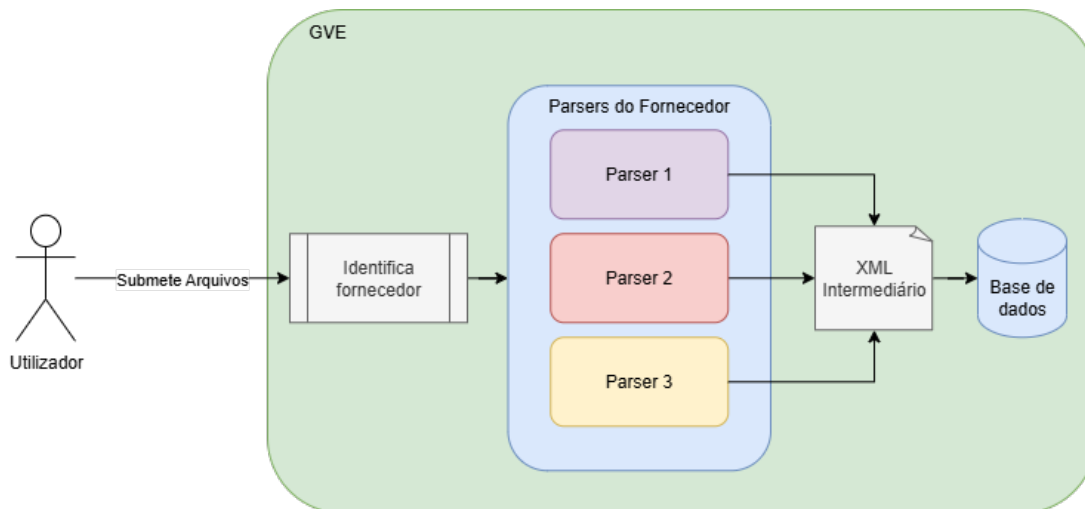 GVE
Parsers do Fornecedor
Parser 1
Submete Arquivos
Identifica
fornecedor
Parser 2
XML
Intermediário
Base de
dados
Utilizador
Parser 3